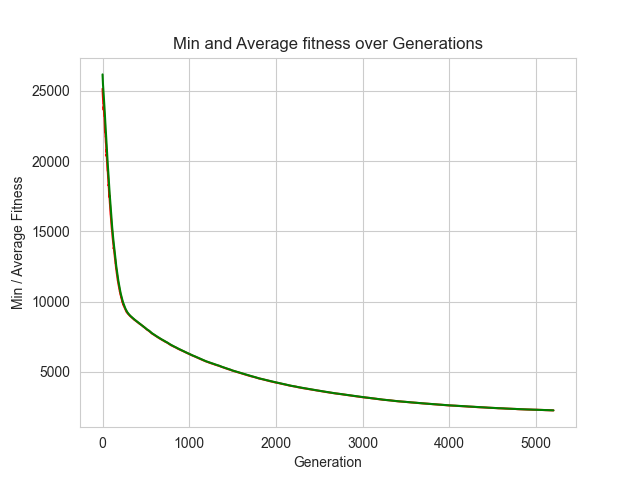 Min and Average fitness over Generations
25000
20000
15000
10000
5000
Min / Average Fitness
0 1000 2000 3000 4000 5000
Generation